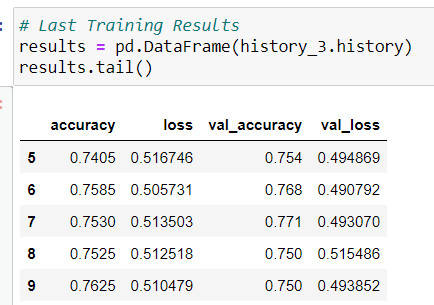 # Last Training Results
results = pd.DataFrame(history_3.history)
results.tail()
accuracy loss val_accuracy val_loss
5 0.7405 0.516746 0.754 0.494869
6 0.7585 0.505731 0.768 0.490792
7 0.7530 0.513503 0.771 0.493070
8 0.7525 0.512518 0.750 0.515486
9 0.7625 0.510479 0.750 0.493852